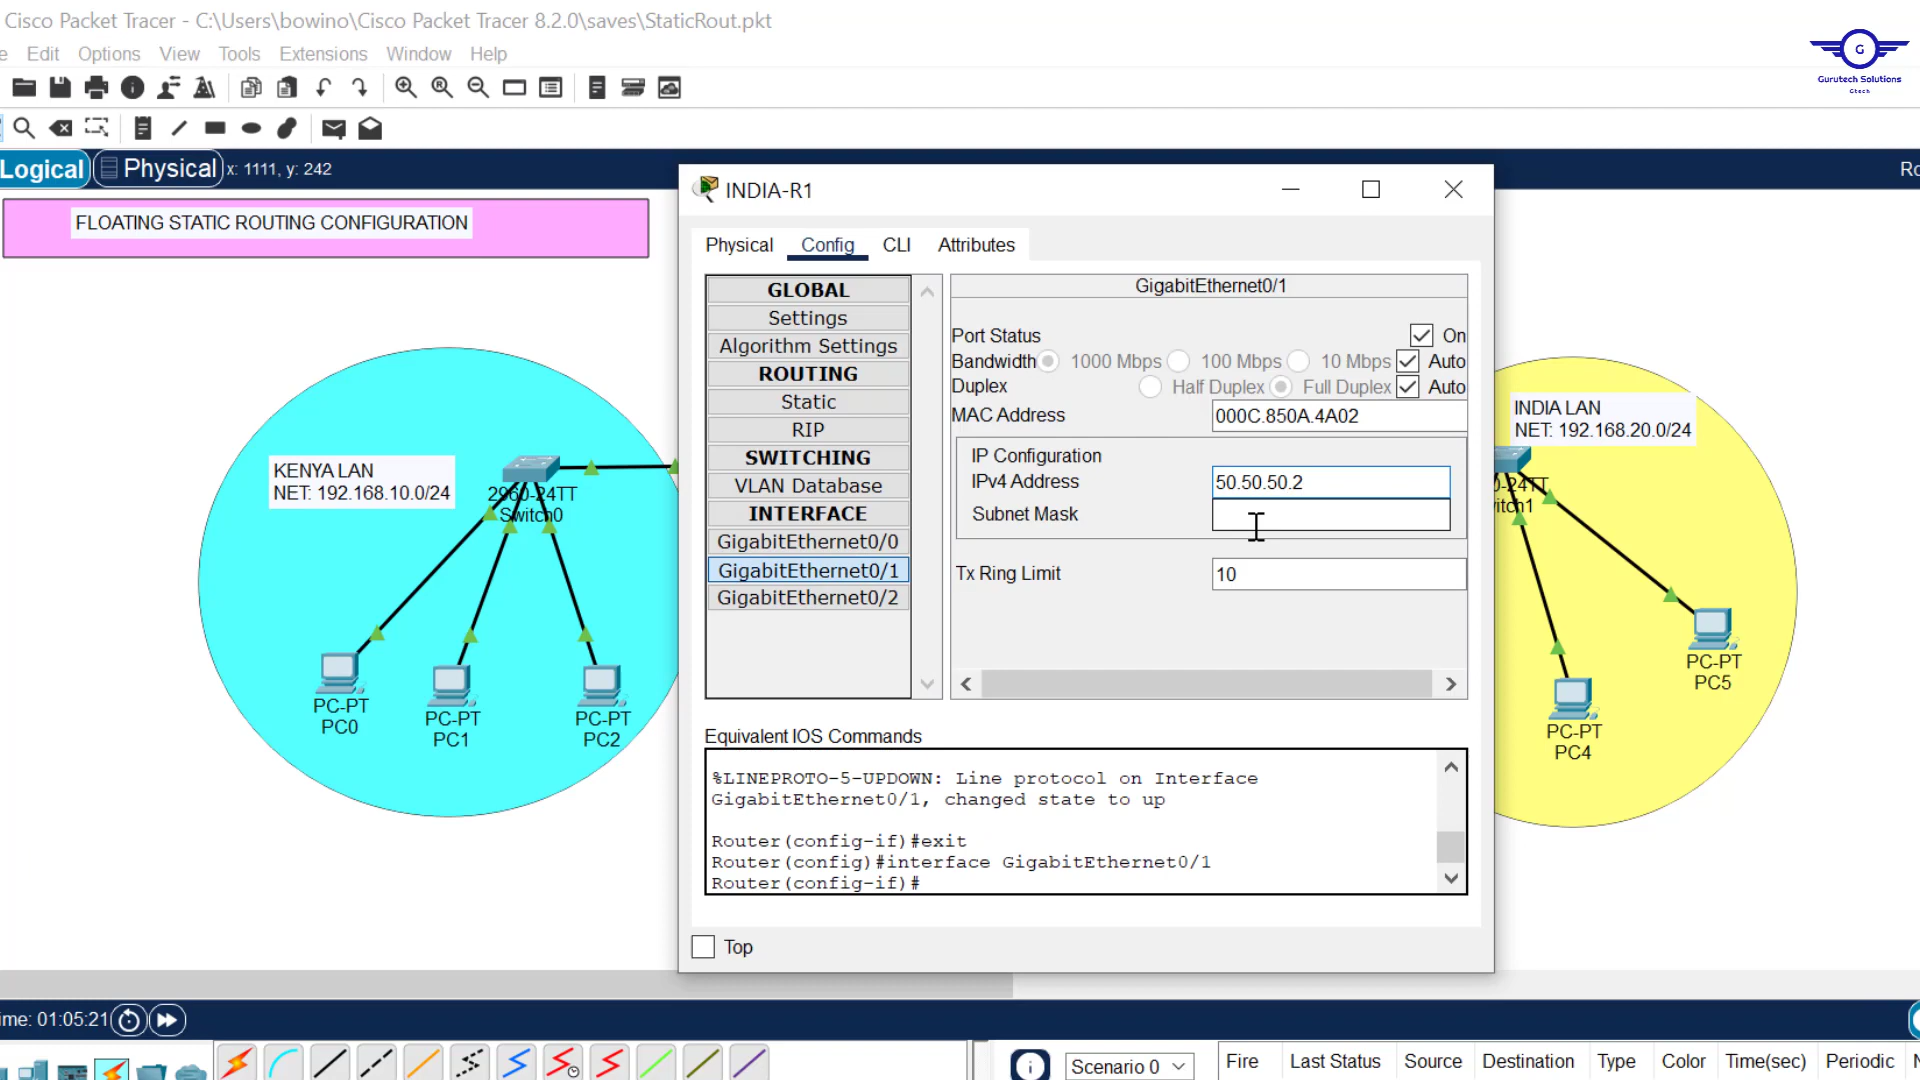 Cisco Packet Tracer - C:\Users\bowino\Cisco Packet Tracer 8.2.0\saves\StaticRout.pkt
e Edit Options View Tools Extensions Window Help
G
Gurutech Solutions
Gtech
Logical Physical x: 1111, y: 242
Ro
FLOATING STATIC ROUTING CONFIGURATION
KENYA LAN
NET: 192.168.10.0/24
2960-24TT
Switch0
PC-PT
PC0
PC-PT
PC1
PC-PT
PC2
INDIA-R1
Physical Config CLI Attributes
GLOBAL
Settings
Algorithm Settings
ROUTING
Static
RIP
SWITCHING
VLAN Database
INTERFACE
GigabitEthernet0/0
GigabitEthernet0/1
GigabitEthernet0/2
GigabitEthernet0/1
Port Status On
Bandwidth 1000 Mbps 100 Mbps 10 Mbps Auto
Duplex Half Duplex Full Duplex Auto
MAC Address 000C.850A.4A02
IP Configuration
IPv4 Address 50.50.50.2
Subnet Mask
Tx Ring Limit 10
Equivalent IOS Commands
%LINEPROTO-5-UPDOWN: Line protocol on Interface
GigabitEthernet0/1, changed state to up
Router(config-if)#exit
Router(config)#interface GigabitEthernet0/1
Router(config-if)#
Top
INDIA LAN
NET: 192.168.20.0/24
0-24TT
itch1
PC-PT
PC5
PC-PT
PC4
ime: 01:05:21
Scenario 0
Fire Last Status Source Destination Type Color Time(sec) Periodic N